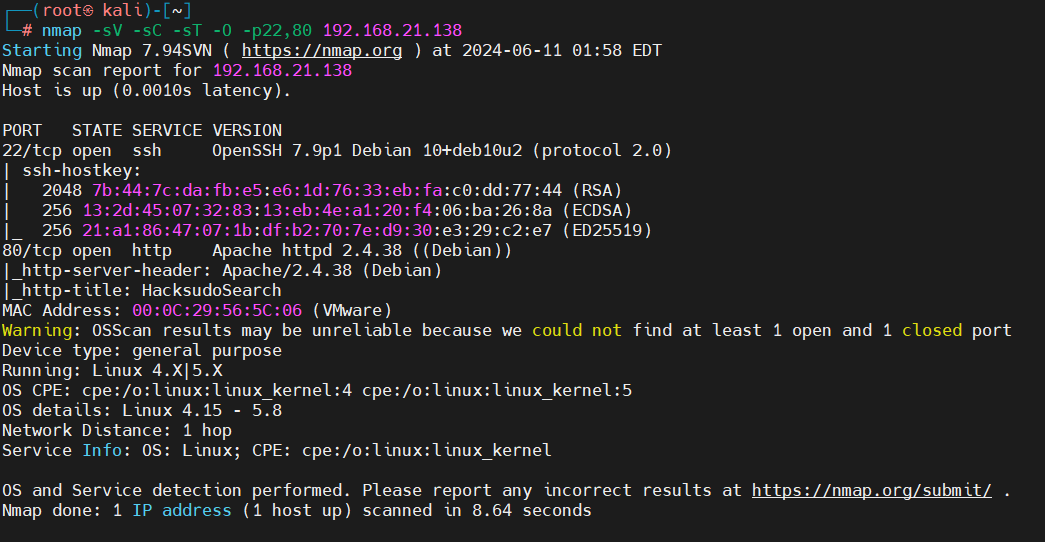 ┌──(root㉿ kali)-[~]
└─# nmap -sV -sC -sT -O -p22,80 192.168.21.138
Starting Nmap 7.94SVN ( https://nmap.org ) at 2024-06-11 01:58 EDT
Nmap scan report for 192.168.21.138
Host is up (0.0010s latency).

PORT   STATE SERVICE VERSION
22/tcp open  ssh     OpenSSH 7.9p1 Debian 10+deb10u2 (protocol 2.0)
| ssh-hostkey:
|   2048 7b:44:7c:da:fb:e5:e6:1d:76:33:eb:fa:c0:dd:77:44 (RSA)
|   256 13:2d:45:07:32:83:13:eb:4e:a1:20:f4:06:ba:26:8a (ECDSA)
|_  256 21:a1:86:47:07:1b:df:b2:70:7e:d9:30:e3:29:c2:e7 (ED25519)
80/tcp open  http    Apache httpd 2.4.38 ((Debian))
|_http-server-header: Apache/2.4.38 (Debian)
|_http-title: HacksudoSearch
MAC Address: 00:0C:29:56:5C:06 (VMware)
Warning: OSScan results may be unreliable because we could not find at least 1 open and 1 closed port
Device type: general purpose
Running: Linux 4.X|5.X
OS CPE: cpe:/o:linux:linux_kernel:4 cpe:/o:linux:linux_kernel:5
OS details: Linux 4.15 - 5.8
Network Distance: 1 hop
Service Info: OS: Linux; CPE: cpe:/o:linux:linux_kernel

OS and Service detection performed. Please report any incorrect results at https://nmap.org/submit/ .
Nmap done: 1 IP address (1 host up) scanned in 8.64 seconds